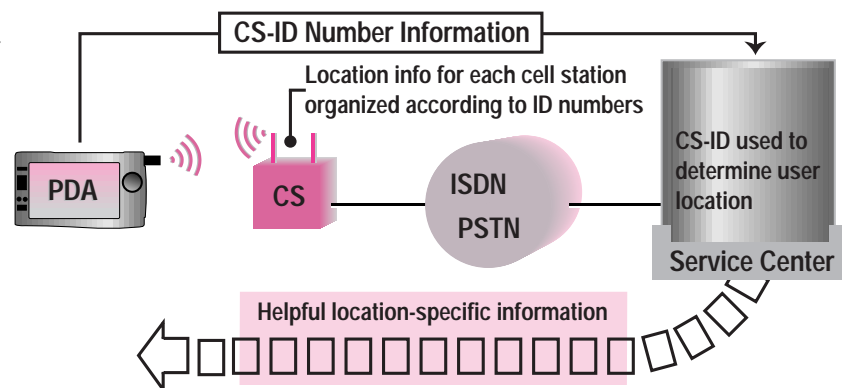 CS-ID Number Information
Location info for each cell station
organized according to ID numbers
PDA
CS
ISDN
PSTN
CS-ID used to
determine user
location
Service Center
Helpful location-specific information